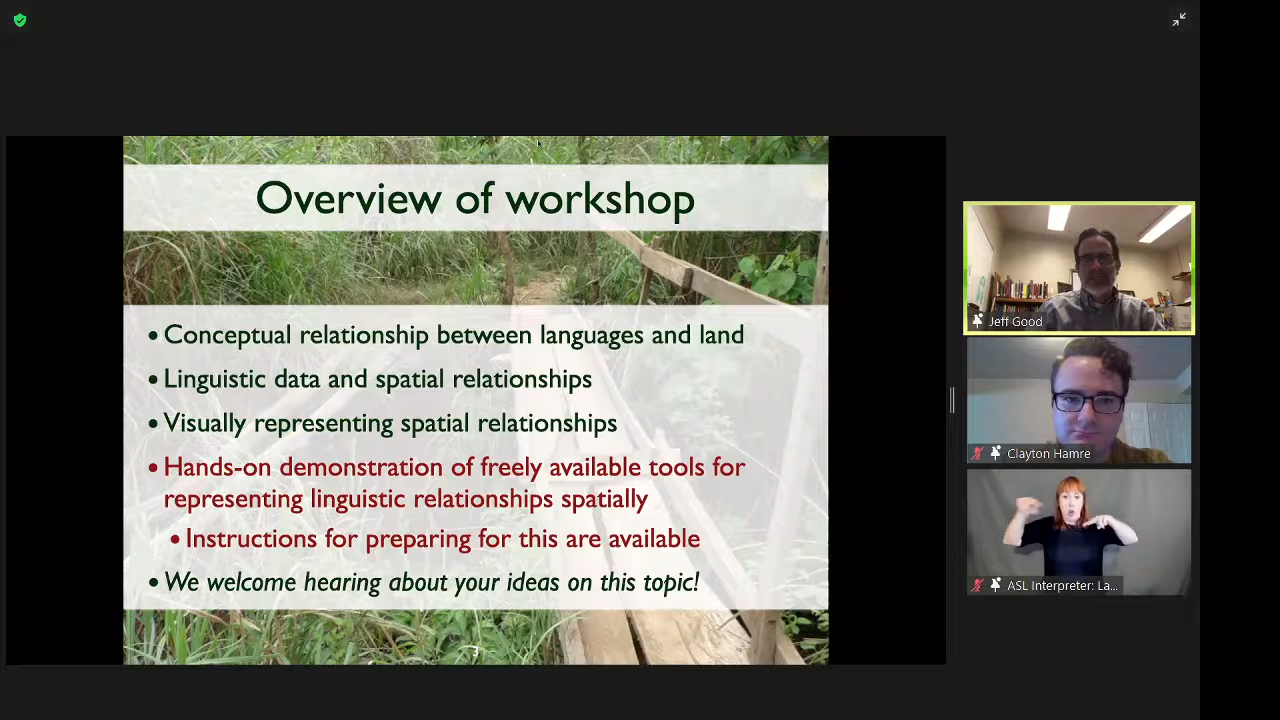 Overview of workshop
• Conceptual relationship between languages and land
• Linguistic data and spatial relationships
• Visually representing spatial relationships
• Hands-on demonstration of freely available tools for
representing linguistic relationships spatially
• Instructions for preparing for this are available
• We welcome hearing about your ideas on this topic!
3
Jeff Good
Clayton Hamre
ASL Interpreter: La...